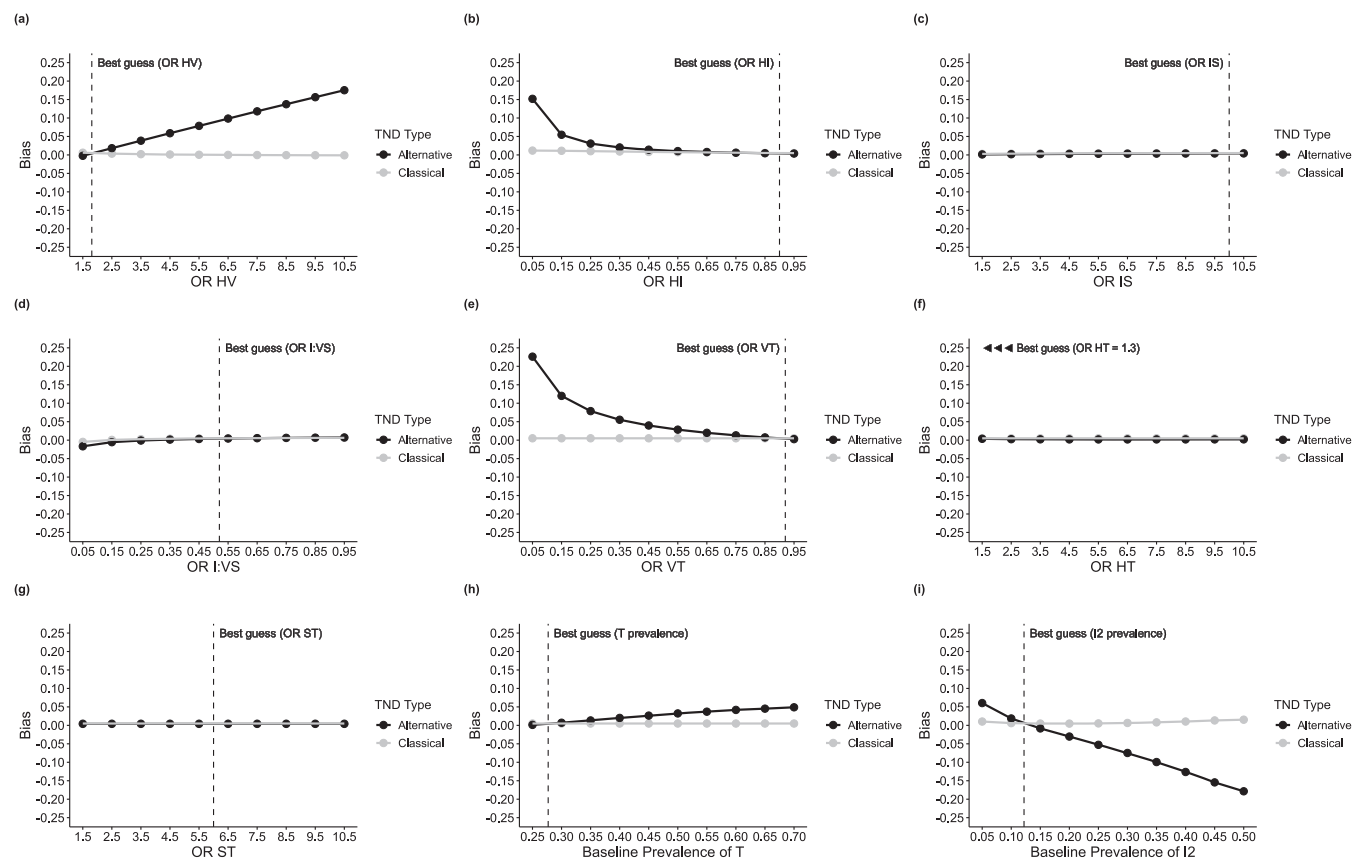 (a)
Best guess (OR HV)
0.25
0.20
0.15
0.10
0.05
0.00
-0.05
-0.10
-0.15
-0.20
-0.25
Bias
1.5 2.5 3.5 4.5 5.5 6.5 7.5 8.5 9.5 10.5
OR HV
TND Type
Alternative
Classical
(b)
Best guess (OR HI)
0.25
0.20
0.15
0.10
0.05
0.00
-0.05
-0.10
-0.15
-0.20
-0.25
Bias
0.05 0.15 0.25 0.35 0.45 0.55 0.65 0.75 0.85 0.95
OR HI
TND Type
Alternative
Classical
(c)
Best guess (OR IS)
0.25
0.20
0.15
0.10
0.05
0.00
-0.05
-0.10
-0.15
-0.20
-0.25
Bias
1.5 2.5 3.5 4.5 5.5 6.5 7.5 8.5 9.5 10.5
OR IS
TND Type
Alternative
Classical
(d)
Best guess (OR I:VS)
0.25
0.20
0.15
0.10
0.05
0.00
-0.05
-0.10
-0.15
-0.20
-0.25
Bias
0.05 0.15 0.25 0.35 0.45 0.55 0.65 0.75 0.85 0.95
OR I:VS
TND Type
Alternative
Classical
(e)
Best guess (OR VT)
0.25
0.20
0.15
0.10
0.05
0.00
-0.05
-0.10
-0.15
-0.20
-0.25
Bias
0.05 0.15 0.25 0.35 0.45 0.55 0.65 0.75 0.85 0.95
OR VT
TND Type
Alternative
Classical
(f)
Best guess (OR HT = 1.3)
0.25
0.20
0.15
0.10
0.05
0.00
-0.05
-0.10
-0.15
-0.20
-0.25
Bias
1.5 2.5 3.5 4.5 5.5 6.5 7.5 8.5 9.5 10.5
OR HT
TND Type
Alternative
Classical
(g)
Best guess (OR ST)
0.25
0.20
0.15
0.10
0.05
0.00
-0.05
-0.10
-0.15
-0.20
-0.25
Bias
1.5 2.5 3.5 4.5 5.5 6.5 7.5 8.5 9.5 10.5
OR ST
TND Type
Alternative
Classical
(h)
Best guess (T prevalence)
0.25
0.20
0.15
0.10
0.05
0.00
-0.05
-0.10
-0.15
-0.20
-0.25
Bias
0.25 0.30 0.35 0.40 0.45 0.50 0.55 0.60 0.65 0.70
Baseline Prevalence of T
TND Type
Alternative
Classical
(i)
Best guess (I2 prevalence)
0.25
0.20
0.15
0.10
0.05
0.00
-0.05
-0.10
-0.15
-0.20
-0.25
Bias
0.05 0.10 0.15 0.20 0.25 0.30 0.35 0.40 0.45 0.50
Baseline Prevalence of I2
TND Type
Alternative
Classical